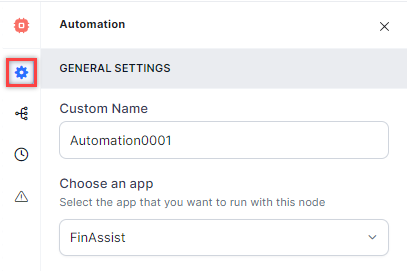 Automation
GENERAL SETTINGS
Custom Name
Automation0001
Choose an app
Select the app that you want to run with this node
FinAssist